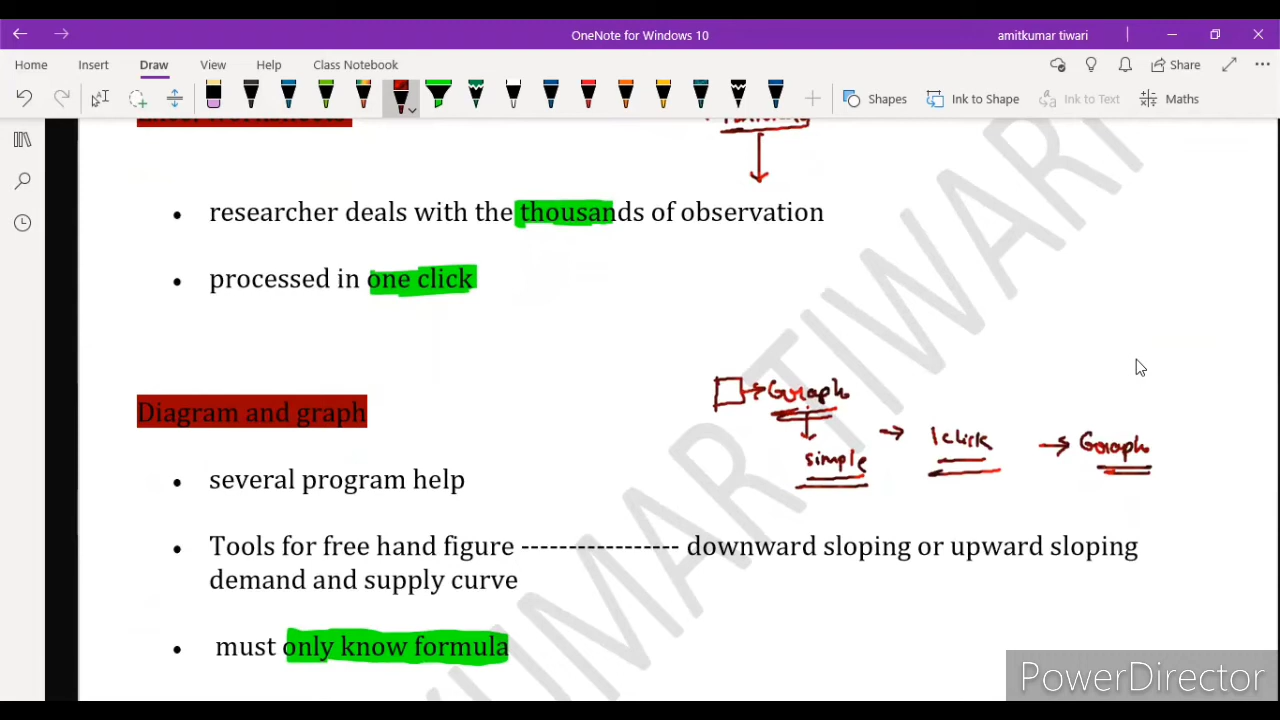 OneNote for Windows 10
amitkumar tiwari
Home Insert Draw View Help Class Notebook
Share
Shapes Ink to Shape Ink to Text Maths
researcher deals with the thousands of observation
processed in one click
Graph
Diagram and graph
simple → 1click → Graph
several program help
Tools for free hand figure ----------------- downward sloping or upward sloping
demand and supply curve
must only know formula
KUMAR TIWARI
PowerDirector